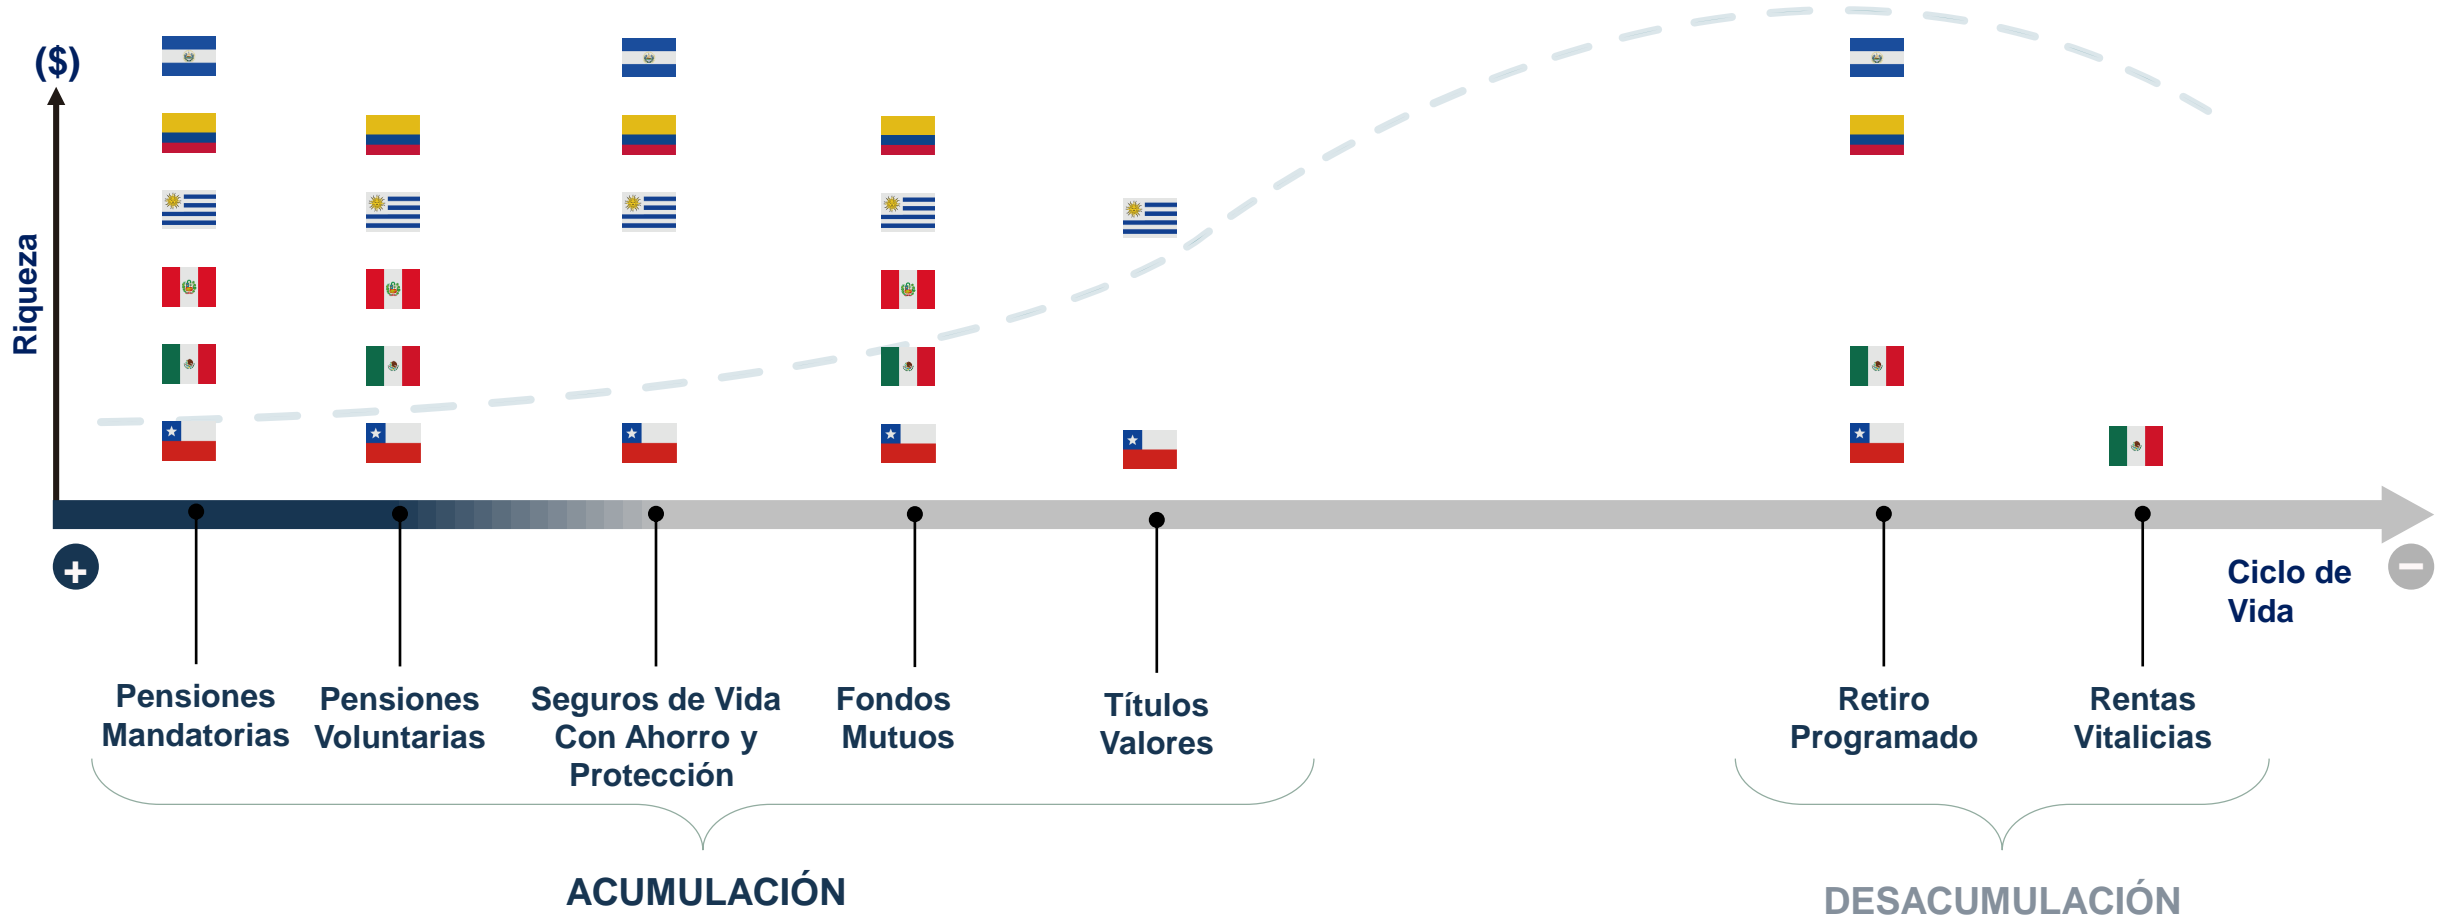 ($)
Riqueza
Ciclo de
Vida
Pensiones
Mandatorias
Pensiones
Voluntarias
Seguros de Vida
Con Ahorro y
Protección
Fondos
Mutuos
Títulos
Valores
Retiro
Programado
Rentas
Vitalicias
ACUMULACIÓN
DESACUMULACIÓN